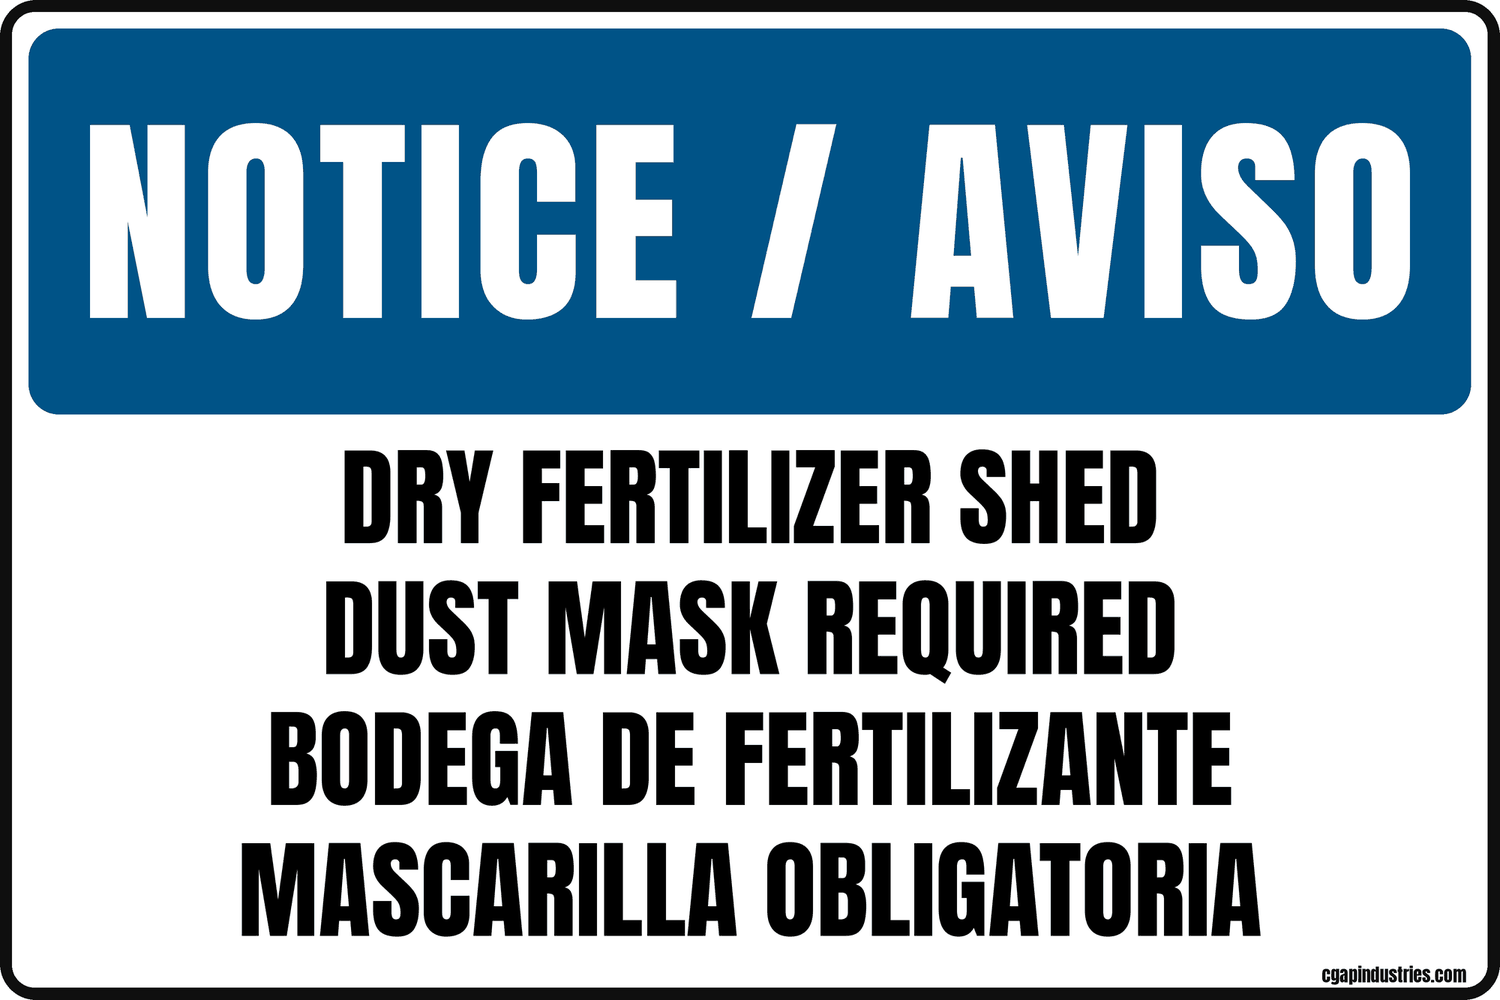 NOTICE / AVISO
DRY FERTILIZER SHED
DUST MASK REQUIRED
BODEGA DE FERTILIZANTE
MASCARILLA OBLIGATORIA
cgapindustries.com